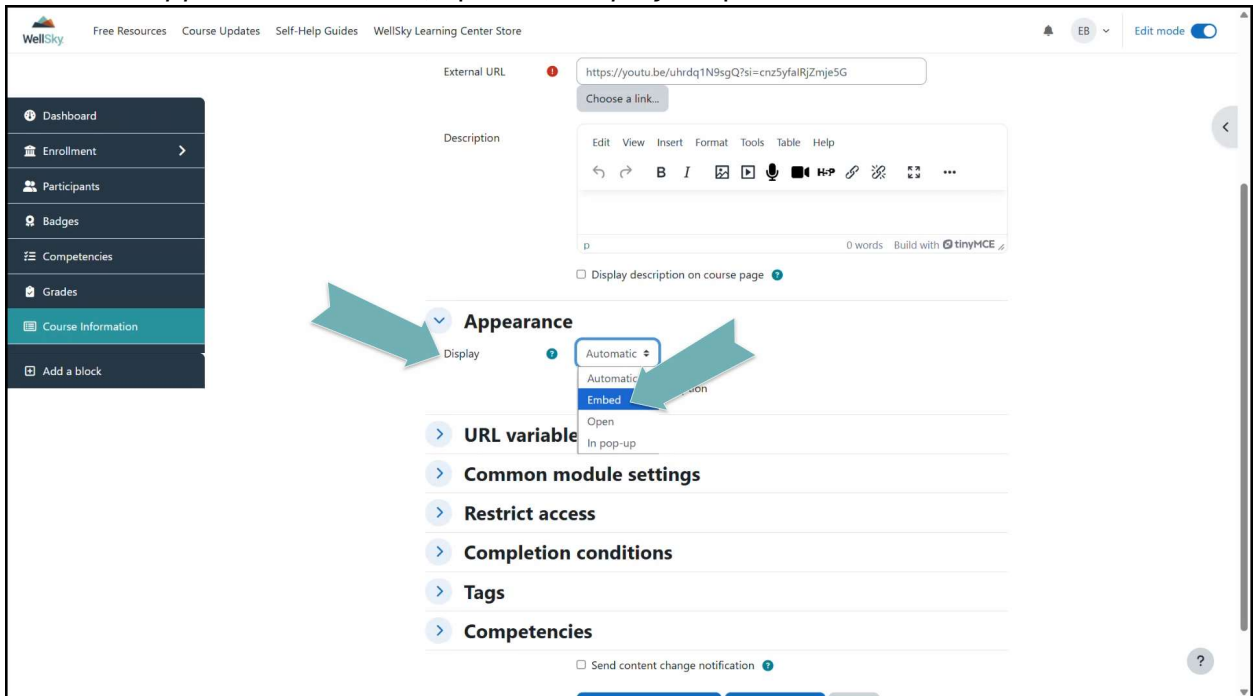 WellSky. Free Resources Course Updates Self-Help Guides WellSky Learning Center Store EB Edit mode
External URL https://youtu.be/uhrdq1N9sgQ?si=cnz5yfalRjZmje5G
Choose a link...
Dashboard
Enrollment
Participants
Badges
Competencies
Grades
Course Information
Add a block
Description
Edit View Insert Format Tools Table Help
B I H5P
p 0 words Build with tinyMCE
Display description on course page
Appearance
Display Automatic
Automatic
Embed
Open
In pop-up
URL variable
Common module settings
Restrict access
Completion conditions
Tags
Competencies
Send content change notification
?